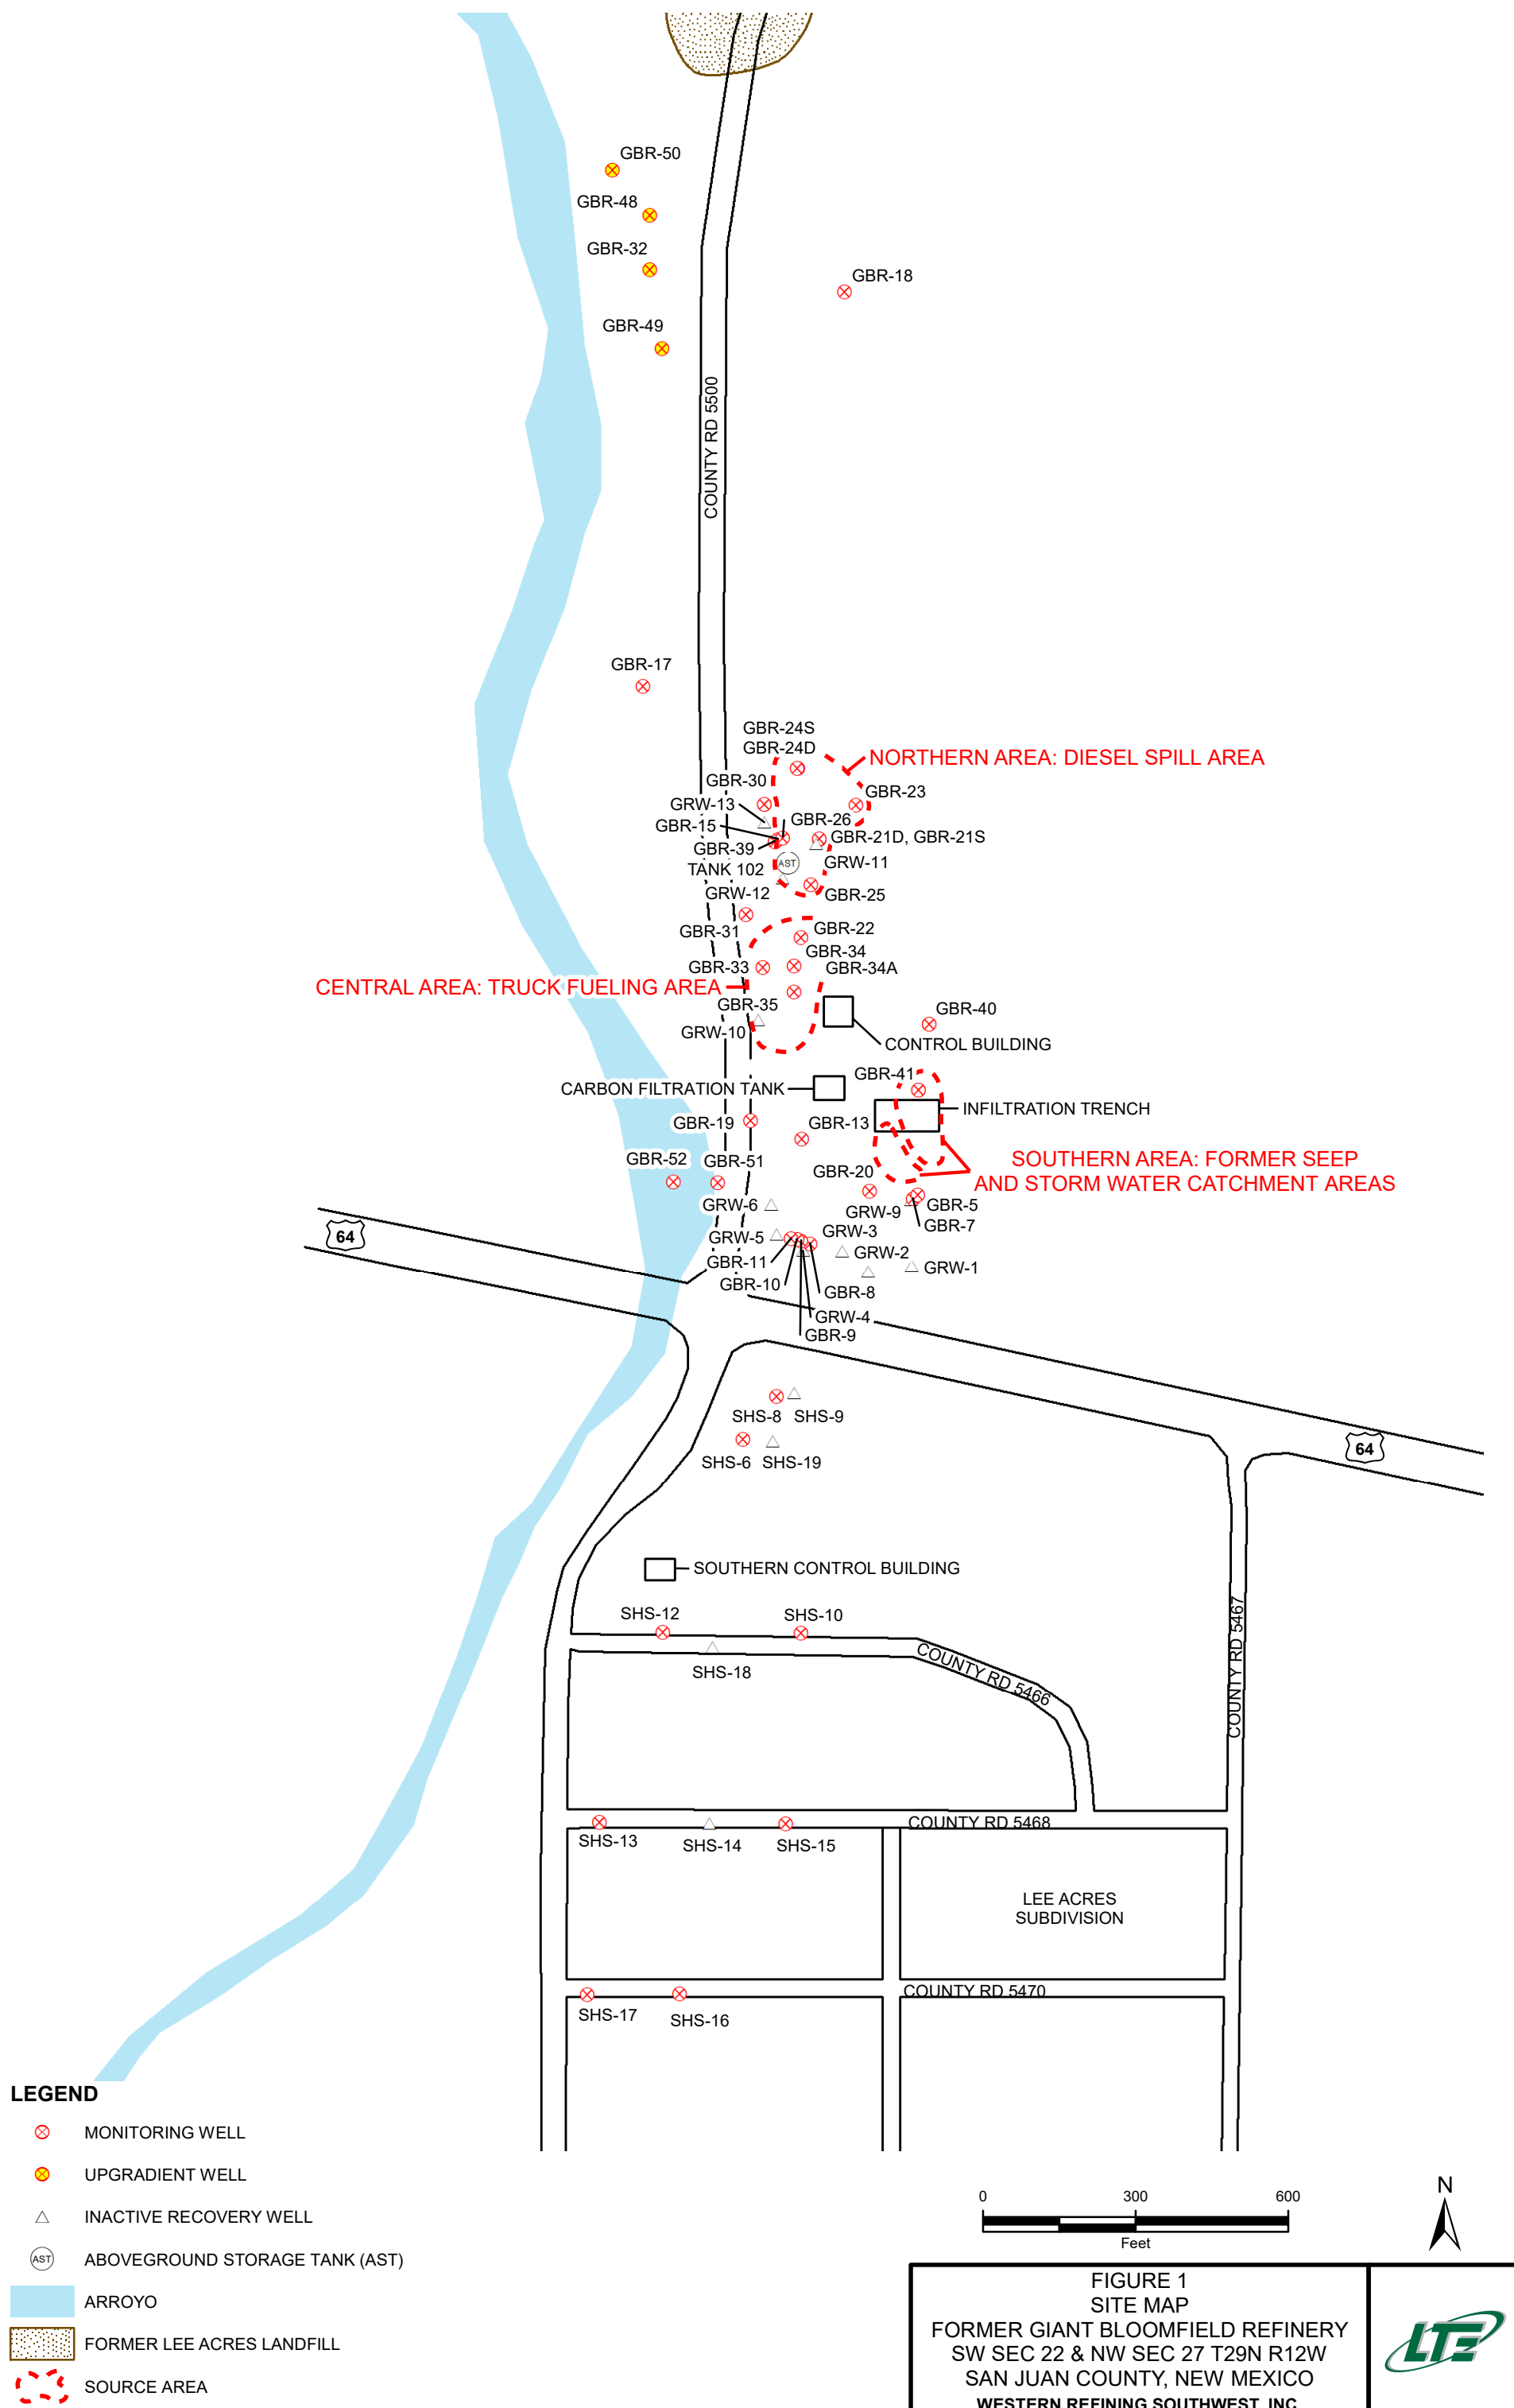 GBR-50
GBR-48
GBR-32
GBR-18
GBR-49
COUNTY RD 5500
GBR-17
GBR-24S
GBR-24D
NORTHERN AREA: DIESEL SPILL AREA
GBR-30
GBR-23
GRW-13
GBR-26
GBR-15
GBR-21D, GBR-21S
GBR-39
TANK 102
AST
GRW-11
GRW-12
GBR-25
GBR-31
GBR-22
GBR-34
GBR-33
GBR-34A
CENTRAL AREA: TRUCK FUELING AREA
GBR-35
GBR-40
GRW-10
CONTROL BUILDING
GBR-41
CARBON FILTRATION TANK
INFILTRATION TRENCH
GBR-19
GBR-13
GBR-52
GBR-51
SOUTHERN AREA: FORMER SEEP
AND STORM WATER CATCHMENT AREAS
GBR-20
GRW-6
GRW-9
GBR-5
GBR-7
64
GRW-5
GRW-3
GRW-2
GBR-11
GRW-1
GBR-10
GBR-8
GRW-4
GBR-9
SHS-8 SHS-9
64
SHS-6 SHS-19
SOUTHERN CONTROL BUILDING
SHS-12
SHS-10
SHS-18
COUNTY RD 5466
COUNTY RD 5467
COUNTY RD 5468
SHS-13
SHS-14
SHS-15
LEE ACRES
SUBDIVISION
COUNTY RD 5470
SHS-17
SHS-16
LEGEND
MONITORING WELL
UPGRADIENT WELL
INACTIVE RECOVERY WELL
AST
ABOVEGROUND STORAGE TANK (AST)
ARROYO
FORMER LEE ACRES LANDFILL
SOURCE AREA
0 300 600
Feet
N
FIGURE 1
SITE MAP
FORMER GIANT BLOOMFIELD REFINERY
SW SEC 22 & NW SEC 27 T29N R12W
SAN JUAN COUNTY, NEW MEXICO
WESTERN REFINING SOUTHWEST, INC
LTE